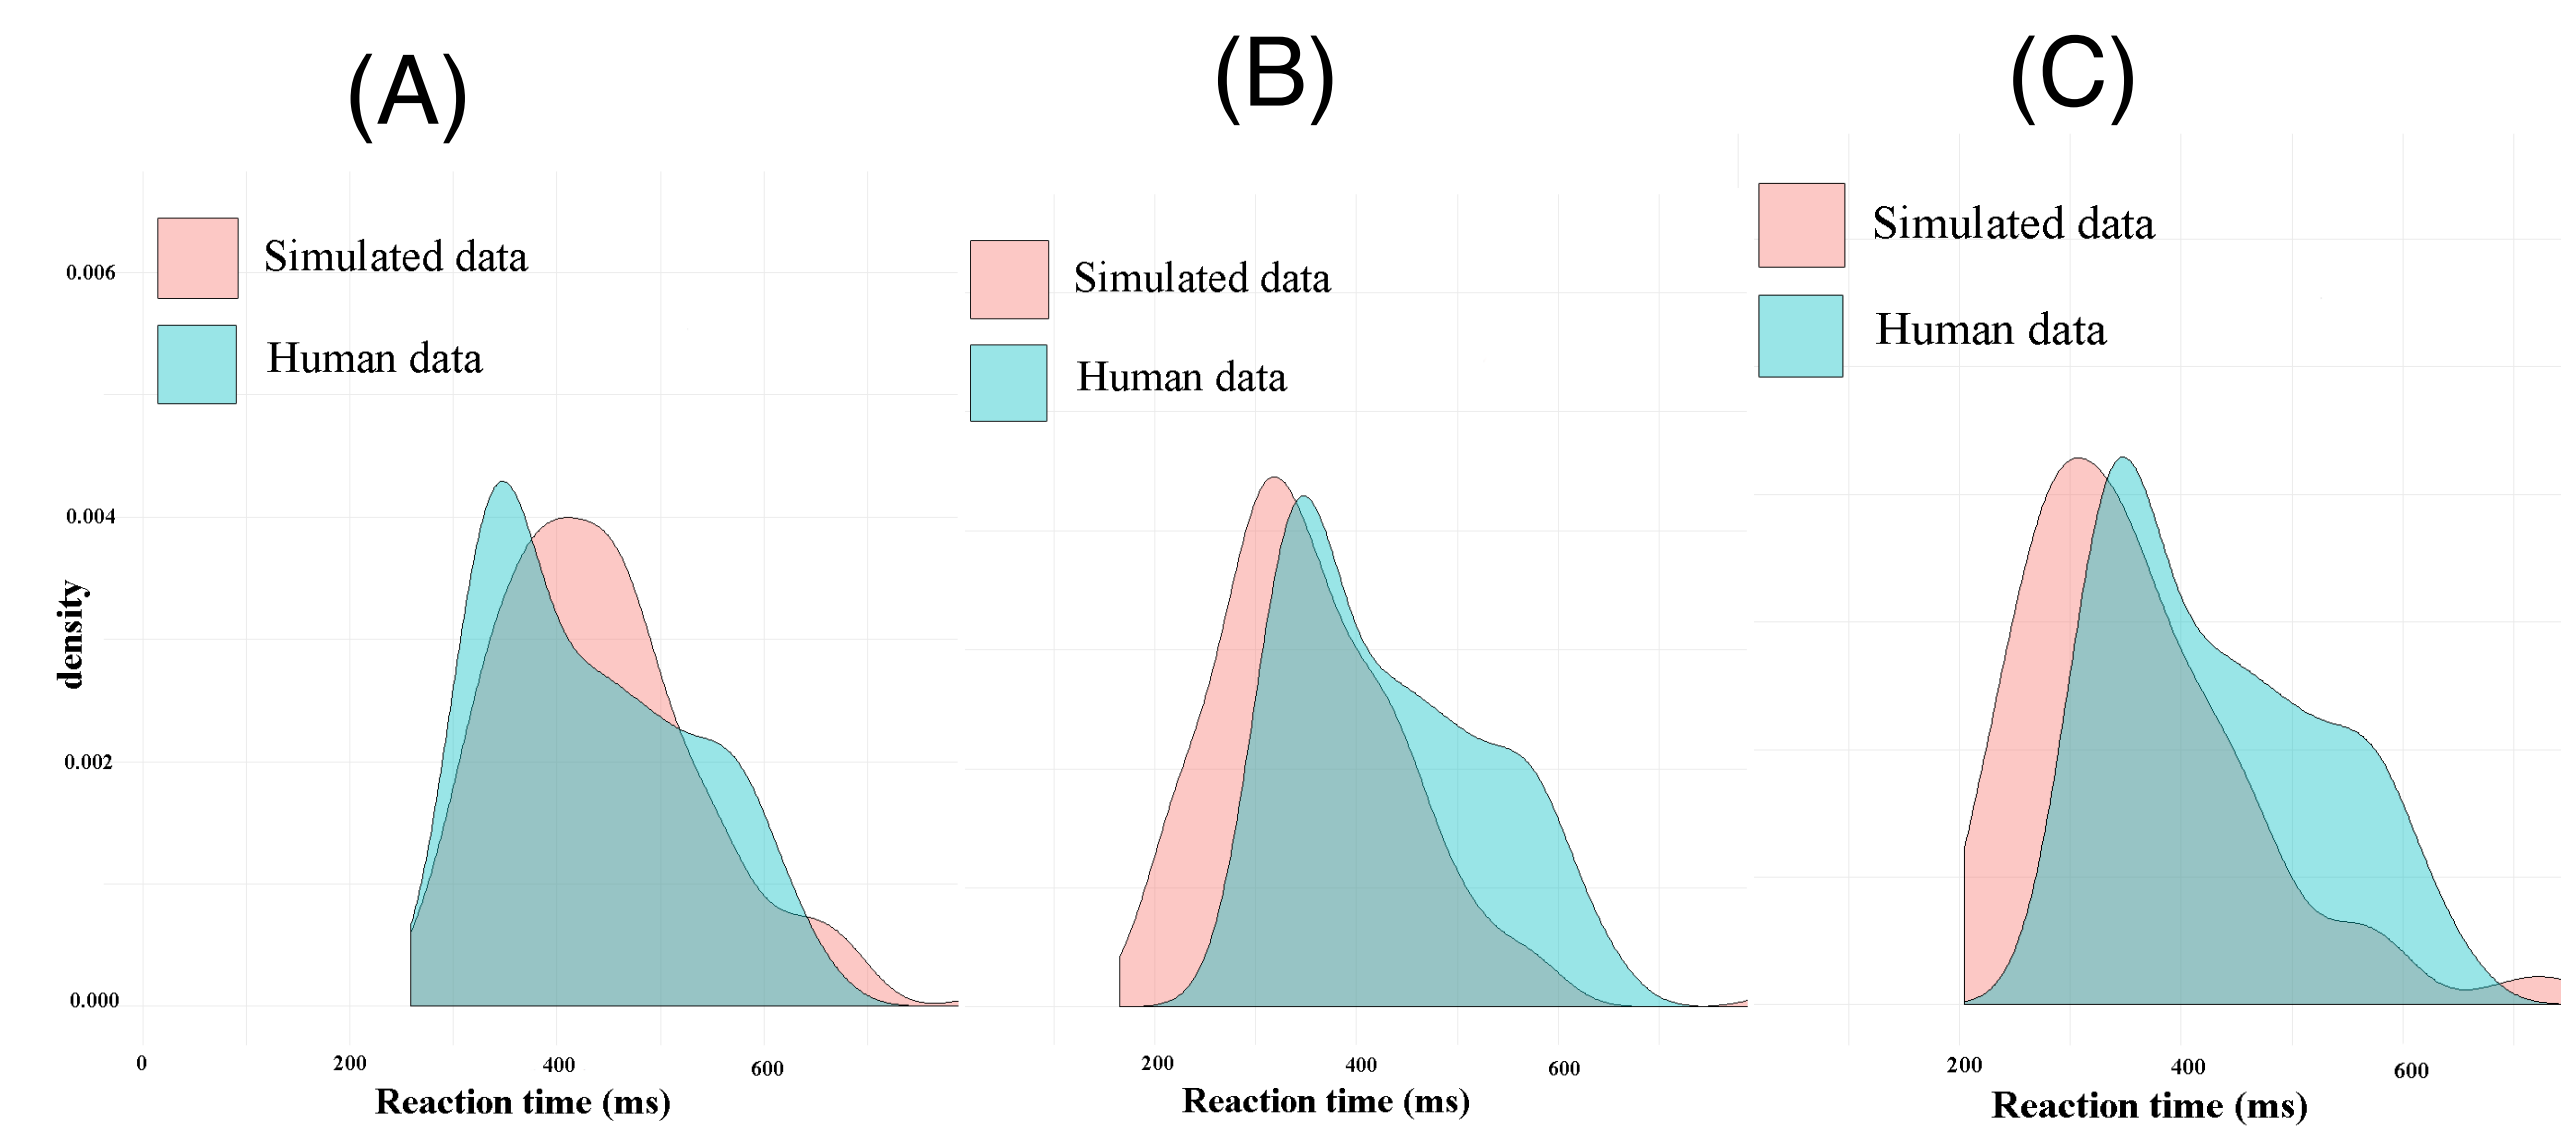 (A)
(B)
(C)
Simulated data
Human data
Simulated data
Human data
Simulated data
Human data
0.006
0.004
0.002
0.000
density
0
200
400
600
Reaction time (ms)
200
400
600
Reaction time (ms)
200
400
600
Reaction time (ms)